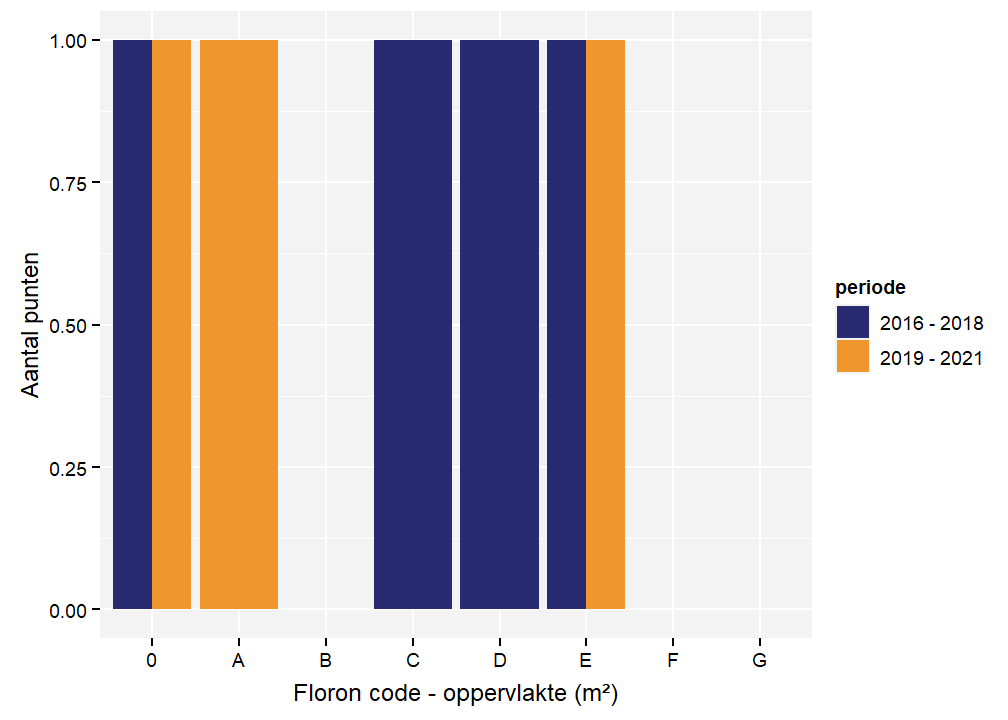 1.00
0.75
0.50
0.25
0.00
Aantal punten
0 A B C D E F G
Floron code - oppervlakte (m²)
periode
2016 - 2018
2019 - 2021